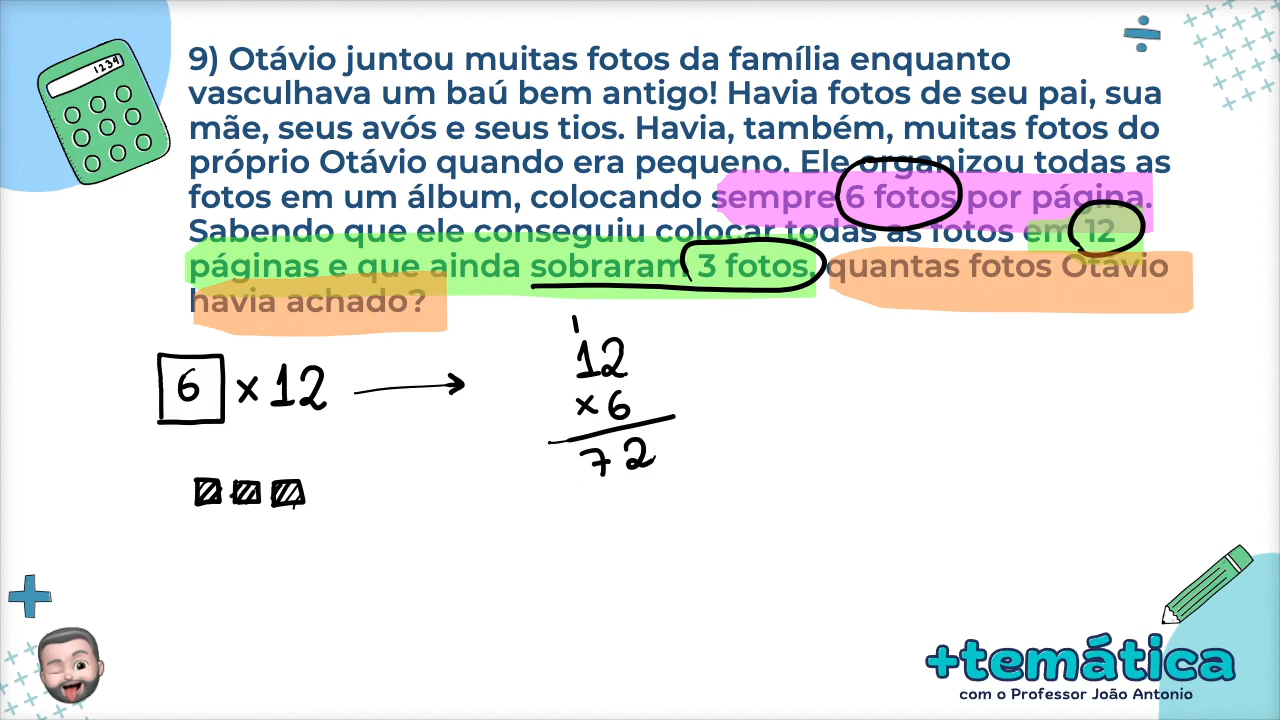 1234
9) Otávio juntou muitas fotos da família enquanto
vasculhava um baú bem antigo! Havia fotos de seu pai, sua
mãe, seus avós e seus tios. Havia, também, muitas fotos do
próprio Otávio quando era pequeno. Ele organizou todas as
fotos em um álbum, colocando sempre 6 fotos por página.
Sabendo que ele conseguiu colocar todas as fotos em 12
páginas e que ainda sobraram 3 fotos, quantas fotos Otávio
havia achado?
6 × 12
1
12
× 6
72
+temática
com o Professor João Antonio